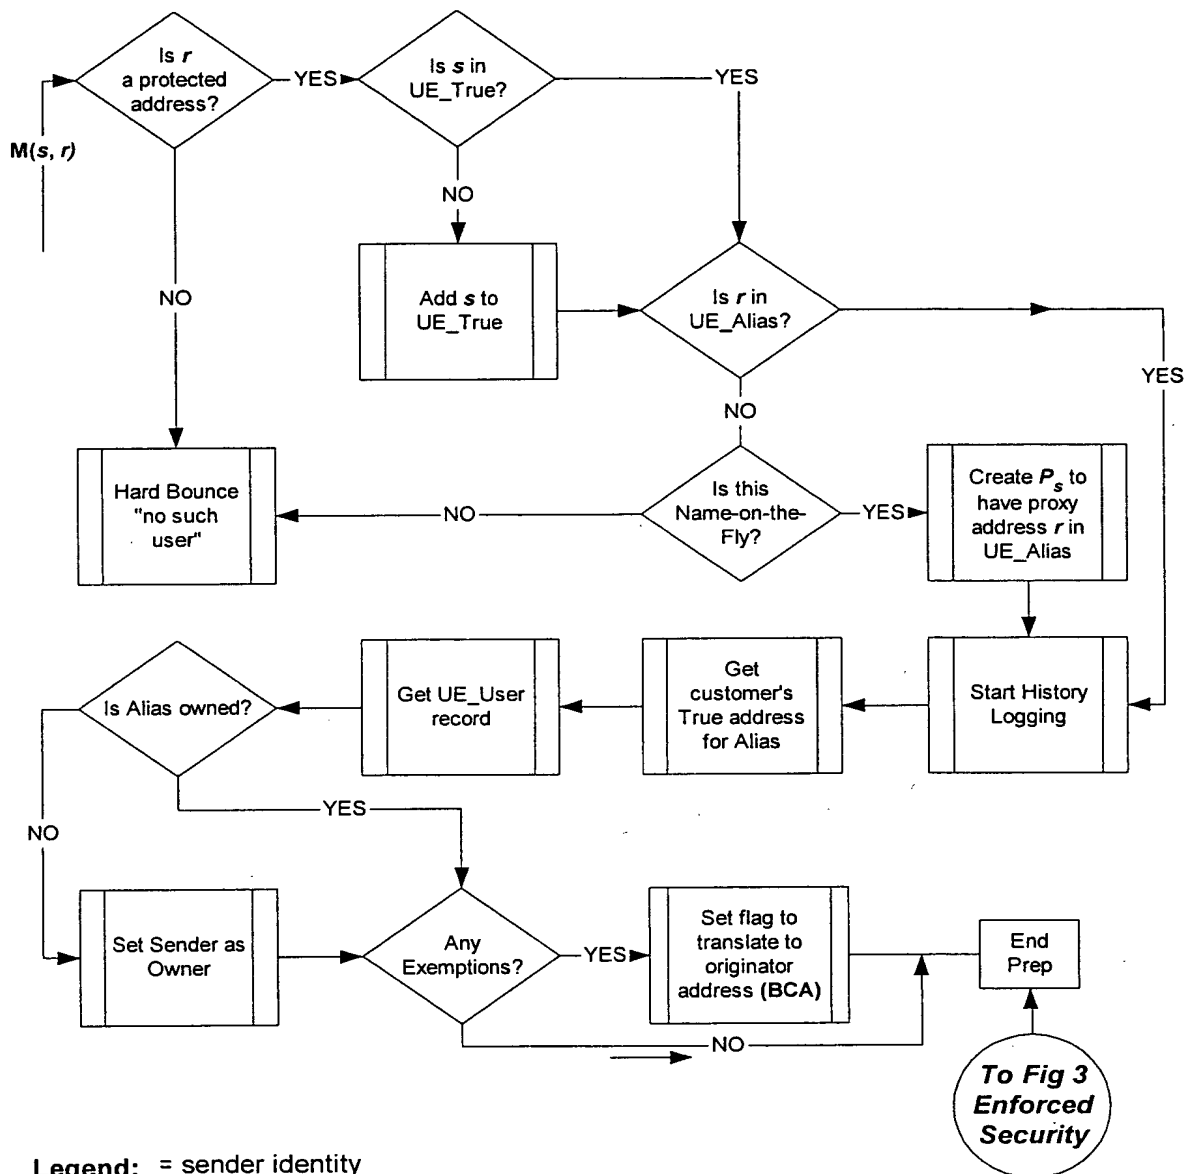 Is r
a protected
address?
YES
Is s in
UE_True?
YES
M(s, r)
NO
NO
Add s to
UE_True
Is r in
UE_Alias?
YES
NO
Hard Bounce
"no such
user"
NO
Is this
Name-on-the-
Fly?
YES
Create Ps to
have proxy
address r in
UE_Alias
Is Alias owned?
Get UE_User
record
Get
customer's
True address
for Alias
Start History
Logging
YES
NO
Set Sender as
Owner
Any
Exemptions?
YES
Set flag to
translate to
originator
address (BCA)
End
Prep
NO
To Fig 3
Enforced
Security
Legend: = sender identity